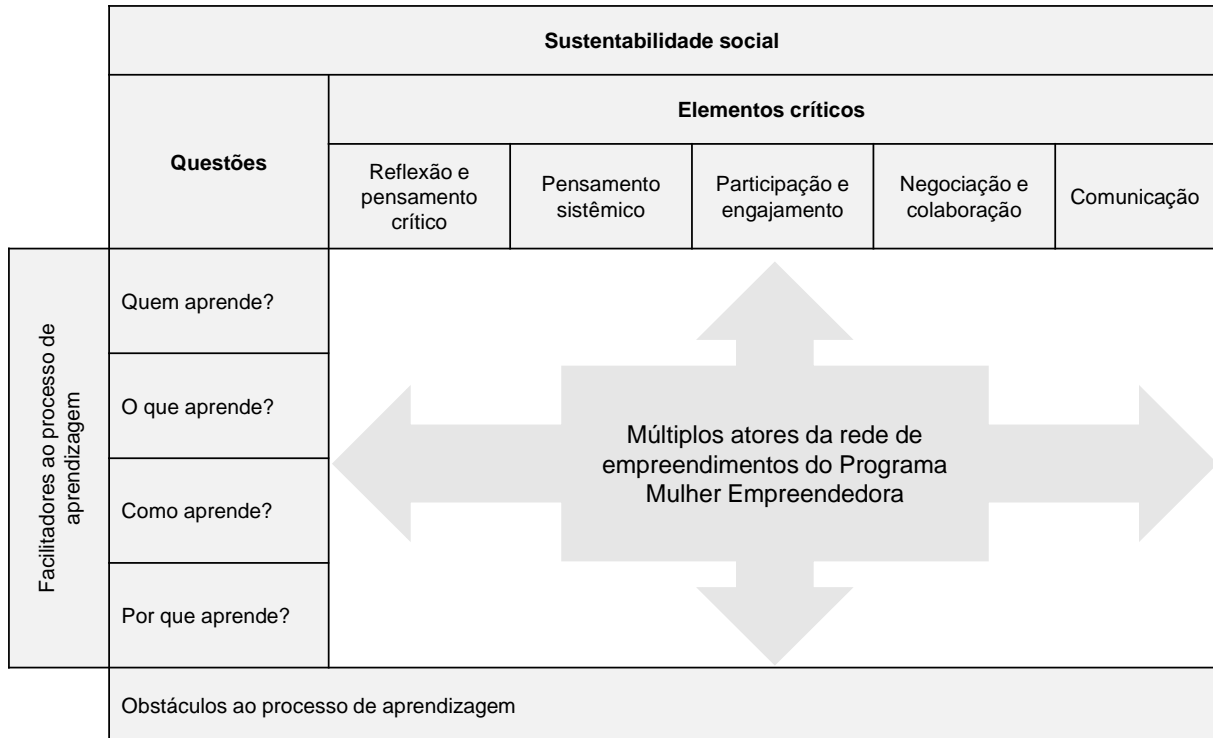 Sustentabilidade social
Questões
Elementos críticos
Reflexão e
pensamento
crítico
Pensamento
sistêmico
Participação e
engajamento
Negociação e
colaboração
Comunicação
Facilitadores ao processo de
aprendizagem
Quem aprende?
O que aprende?
Como aprende?
Por que aprende?
Múltiplos atores da rede de
empreendimentos do Programa
Mulher Empreendedora
Obstáculos ao processo de aprendizagem